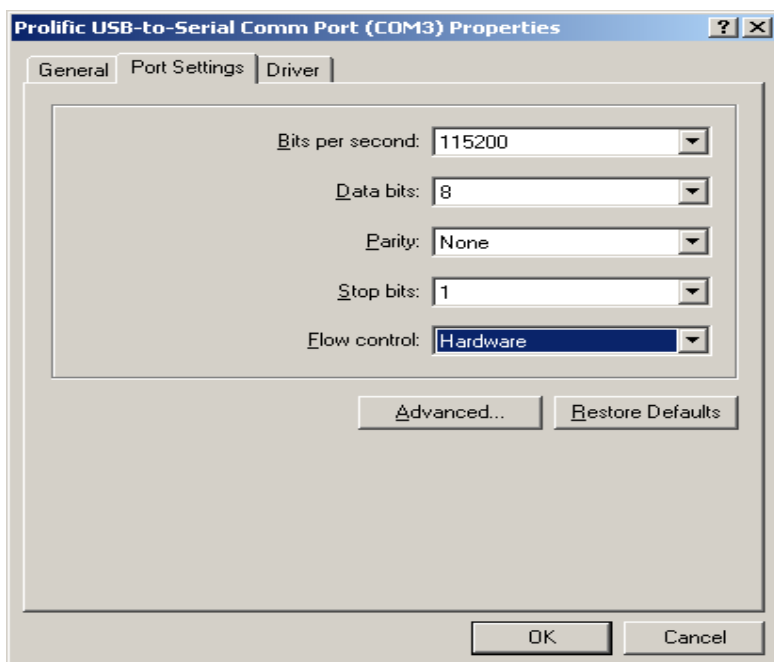 Prolific USB-to-Serial Comm Port (COM3) Properties ? X
General Port Settings Driver
Bits per second: 115200
Data bits: 8
Parity: None
Stop bits: 1
Flow control: Hardware
Advanced... Restore Defaults
OK Cancel